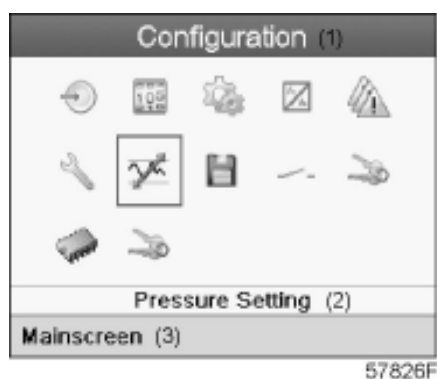 Configuration (1)
Pressure Setting (2)
Mainscreen (3)
57826F